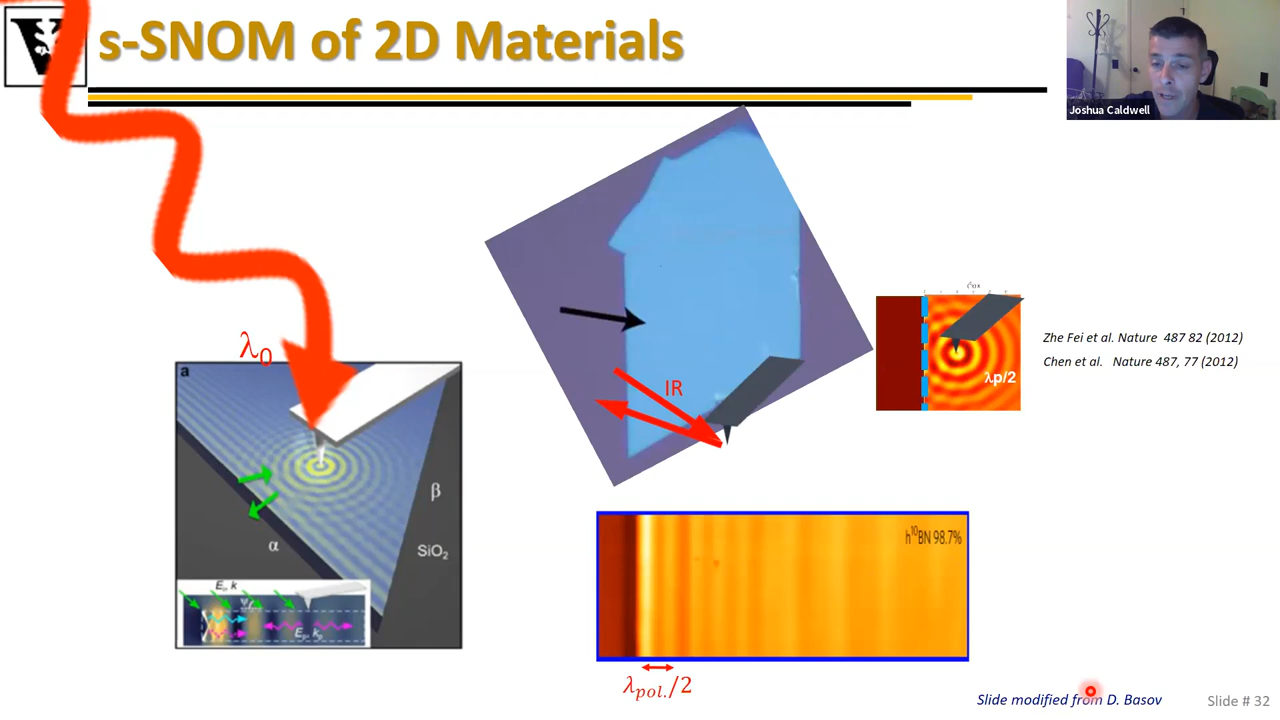 s-SNOM of 2D Materials
Joshua Caldwell
λ₀
a
β
SiO₂
α
IR
λp/2
Zhe Fei et al. Nature 487 82 (2012)
Chen et al. Nature 487, 77 (2012)
h¹⁰BN 98.7%
λpol./2
Slide modified from D. Basov
Slide # 32